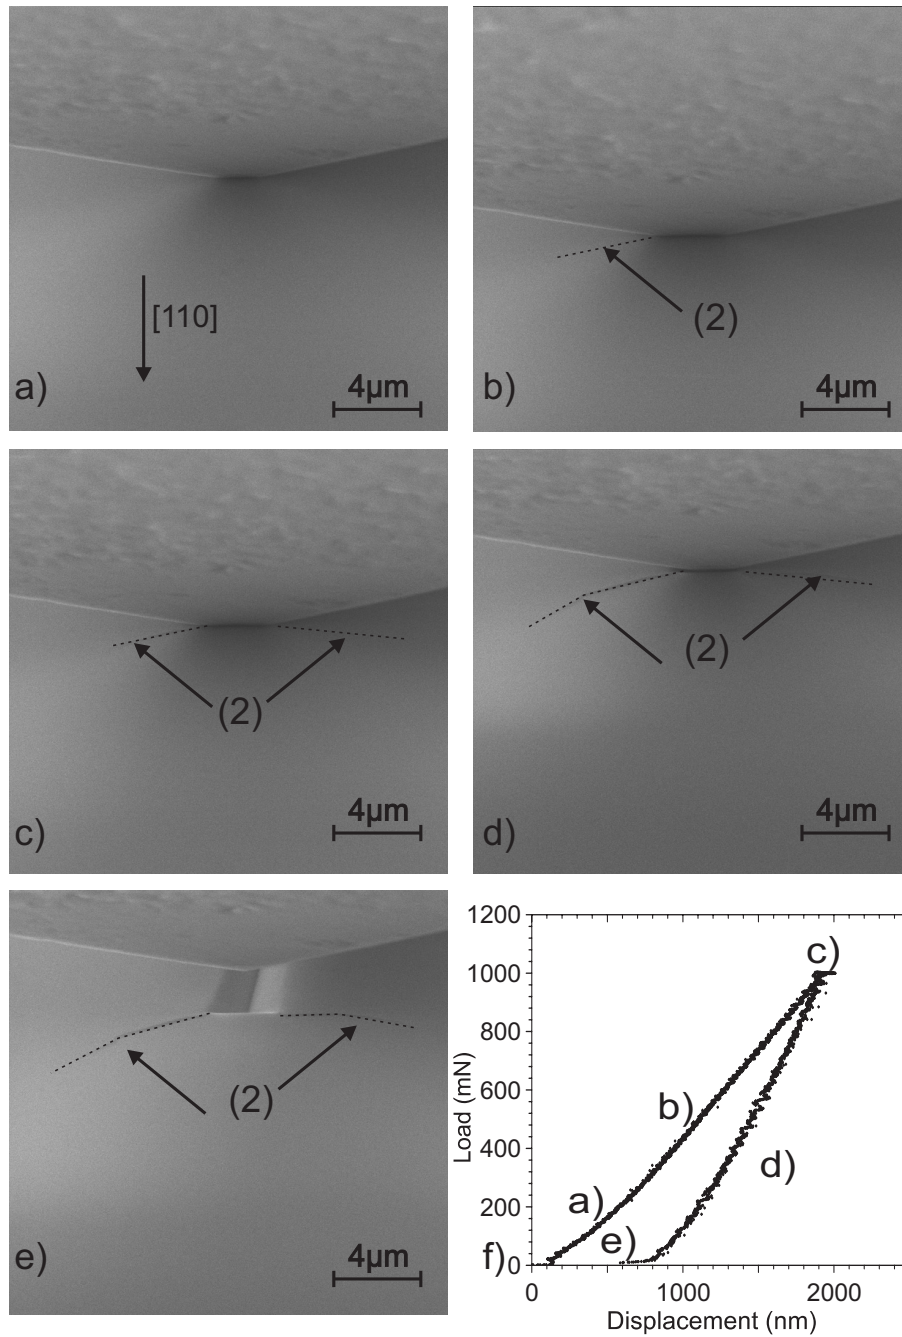 [110]
a)
4µm
(2)
b)
4µm
(2)
c)
4µm
(2)
d)
4µm
(2)
e)
4µm
1200
1000
800
600
400
200
0
c)
b)
d)
a)
e)
f)
Load (mN)
0
1000
2000
Displacement (nm)